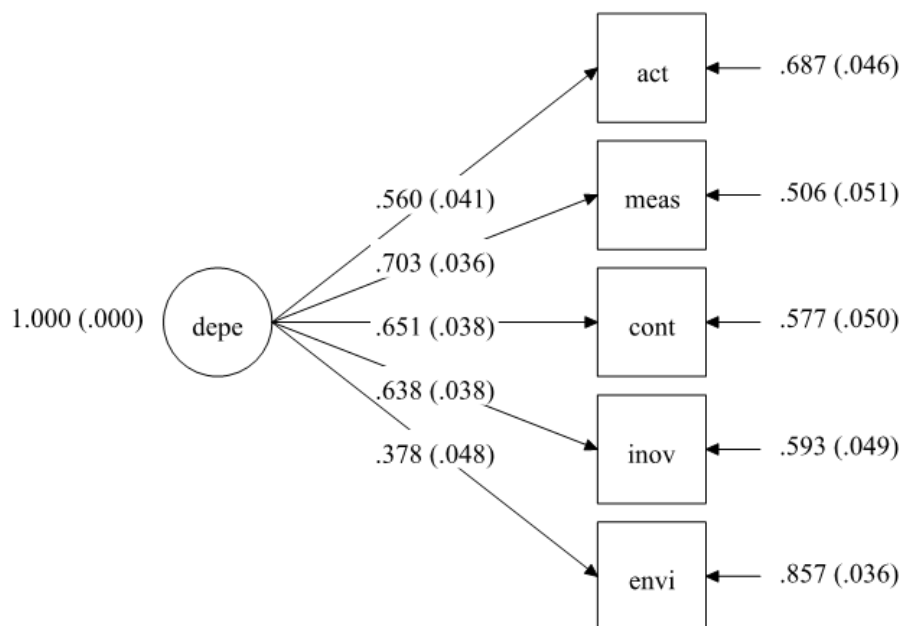 act
.687 (.046)
.560 (.041)
meas
.506 (.051)
.703 (.036)
1.000 (.000)
depe
.651 (.038)
cont
.577 (.050)
.638 (.038)
inov
.593 (.049)
.378 (.048)
envi
.857 (.036)